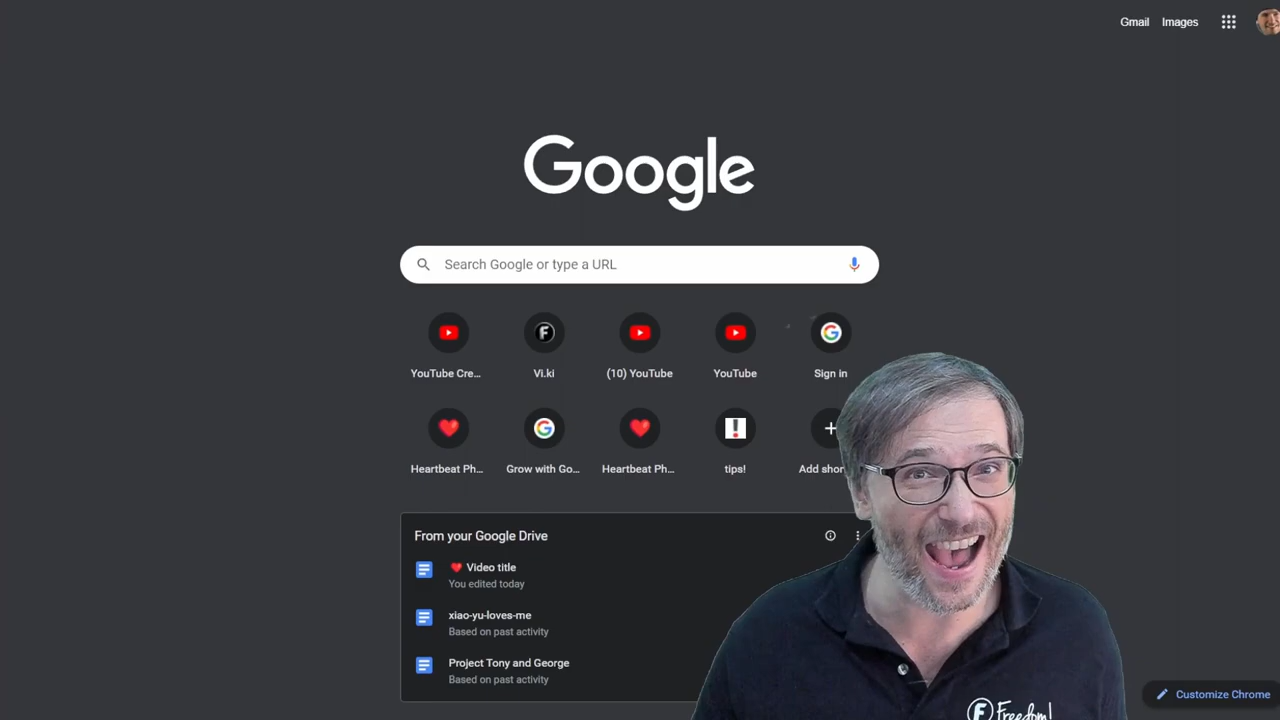 Gmail Images
Google
Search Google or type a URL
YouTube Cre...
Vi.ki
(10) YouTube
YouTube
Sign in
Heartbeat Ph...
Grow with Go...
Heartbeat Ph...
tips!
Add shor
From your Google Drive
Video title
You edited today
xiao-yu-loves-me
Based on past activity
Project Tony and George
Based on past activity
Freedom!
Customize Chrome